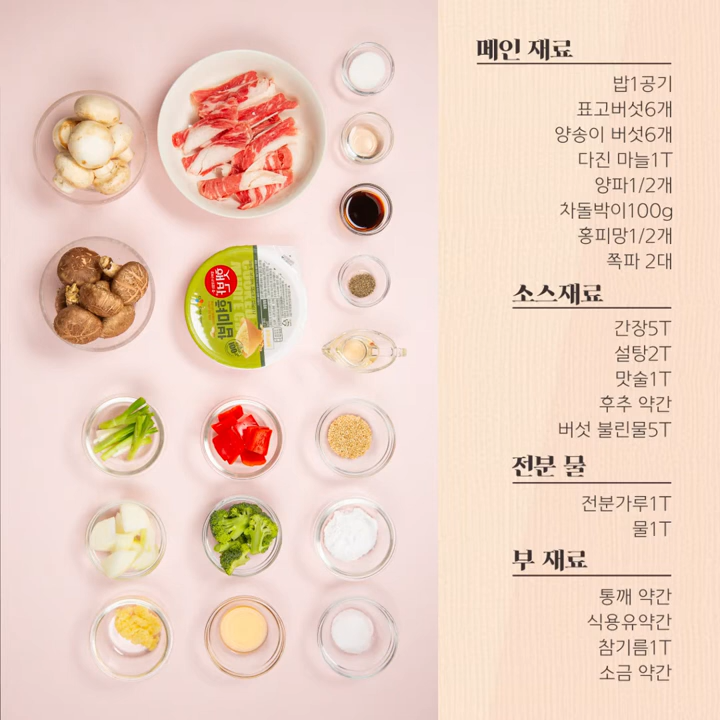 메인 재료
밥1공기
표고버섯6개
양송이 버섯6개
다진 마늘1T
양파1/2개
차돌박이100g
홍피망1/2개
쪽파 2대
소스재료
간장5T
설탕2T
맛술1T
후추 약간
버섯 불린물5T
전분 물
전분가루1T
물1T
부 재료
통깨 약간
식용유약간
참기름1T
소금 약간
햇반
현미밥